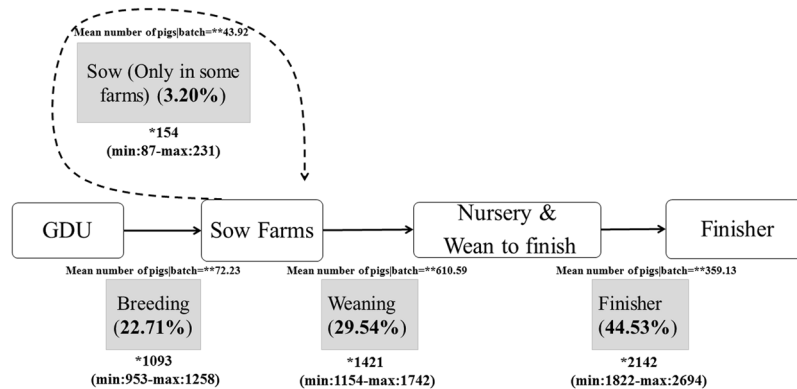 Mean number of pigs|batch=**43.92
Sow (Only in some
farms) (3.20%)
*154
(min:87-max:231)
GDU
Sow Farms
Nursery &
Wean to finish
Finisher
Mean number of pigs|batch=**72.23
Breeding
(22.71%)
*1093
(min:953-max:1258)
Mean number of pigs|batch=**610.59
Weaning
(29.54%)
*1421
(min:1154-max:1742)
Mean number of pigs|batch=**359.13
Finisher
(44.53%)
*2142
(min:1822-max:2694)